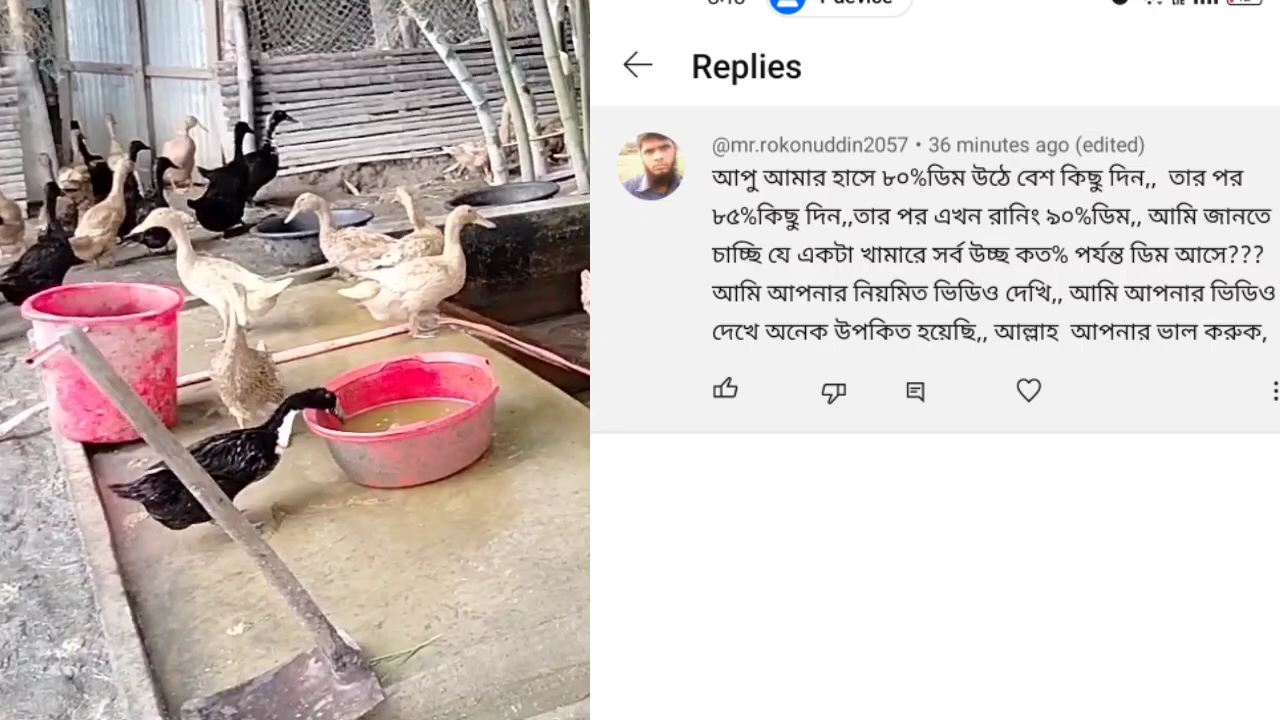 Replies
@mr.rokonuddin2057 • 36 minutes ago (edited)
আপু আমার হাসে ৮০%ডিম উঠে বেশ কিছু দিন,, তার পর
৮৫%কিছু দিন,,তার পর এখন রানিং ৯০%ডিম,, আমি জানতে
চাচ্ছি যে একটা খামারে সর্ব উচ্ছ কত% পর্যন্ত ডিম আসে???
আমি আপনার নিয়মিত ভিডিও দেখি,, আমি আপনার ভিডিও
দেখে অনেক উপকিত হয়েছি,, আল্লাহ আপনার ভাল করুক,